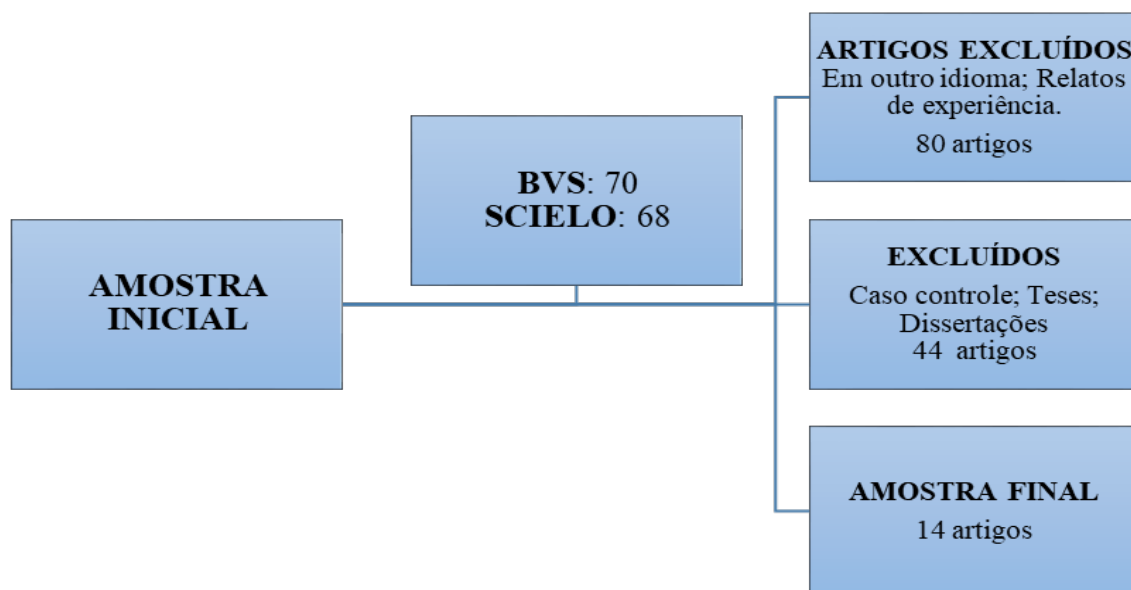 AMOSTRA
INICIAL
BVS: 70
SCIELO: 68
ARTIGOS EXCLUÍDOS
Em outro idioma; Relatos
de experiência.
80 artigos
EXCLUÍDOS
Caso controle; Teses;
Dissertações
44 artigos
AMOSTRA FINAL
14 artigos